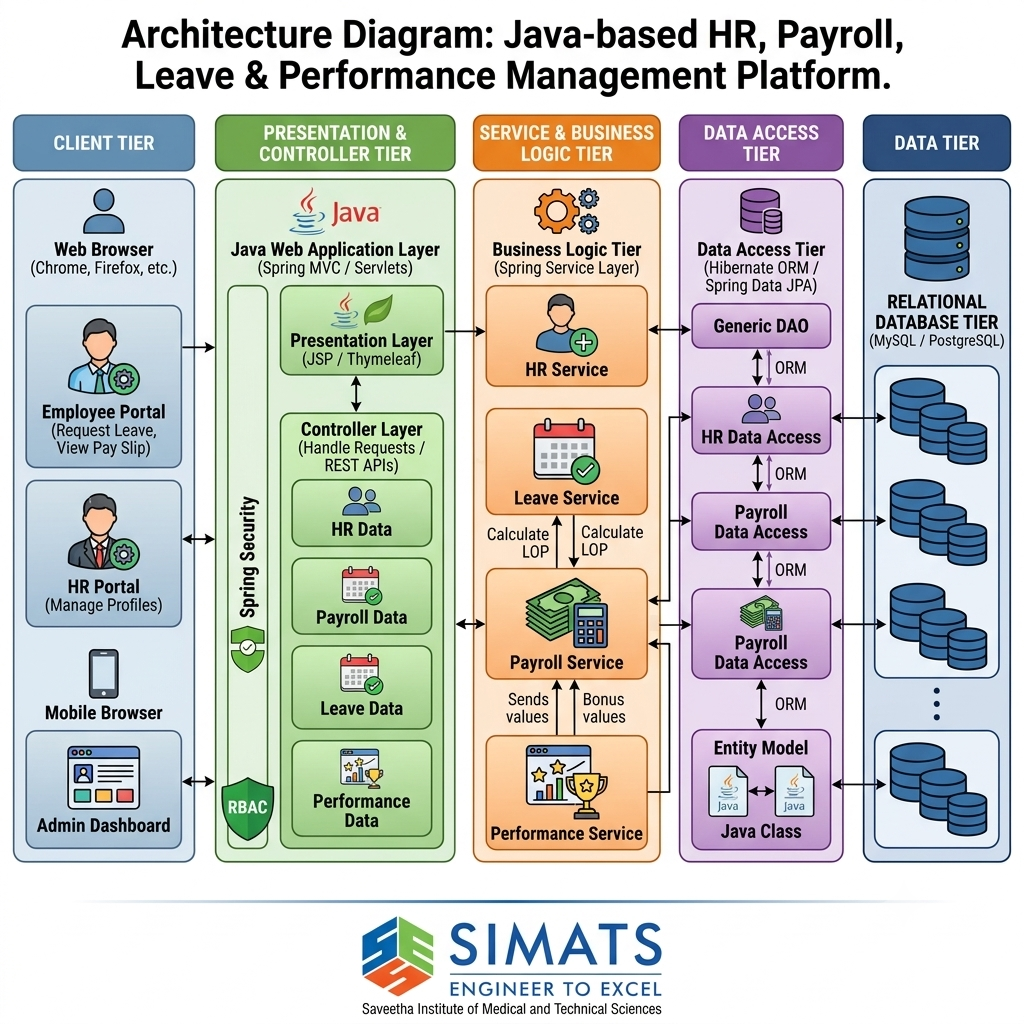 Architecture Diagram: Java-based HR, Payroll,
Leave & Performance Management Platform.
CLIENT TIER
Web Browser
(Chrome, Firefox, etc.)
Employee Portal
(Request Leave,
View Pay Slip)
HR Portal
(Manage Profiles)
Mobile Browser
Admin Dashboard
PRESENTATION &
CONTROLLER TIER
Java
Java Web Application Layer
(Spring MVC / Servlets)
Spring Security
RBAC
Presentation Layer
(JSP / Thymeleaf)
Controller Layer
(Handle Requests /
REST APIs)
HR Data
Payroll Data
Leave Data
Performance
Data
SERVICE & BUSINESS
LOGIC TIER
Business Logic Tier
(Spring Service Layer)
HR Service
Leave Service
Calculate
LOP
Calculate
LOP
Payroll Service
Sends
values
Bonus
values
Performance Service
DATA ACCESS
TIER
Data Access Tier
(Hibernate ORM /
Spring Data JPA)
Generic DAO
ORM
HR Data Access
ORM
Payroll
Data Access
ORM
Payroll
Data Access
ORM
Entity Model
Java
Java
Java Class
DATA TIER
RELATIONAL
DATABASE TIER
(MySQL / PostgreSQL)
SES
SIMATS
ENGINEER TO EXCEL
Saveetha Institute of Medical and Technical Sciences